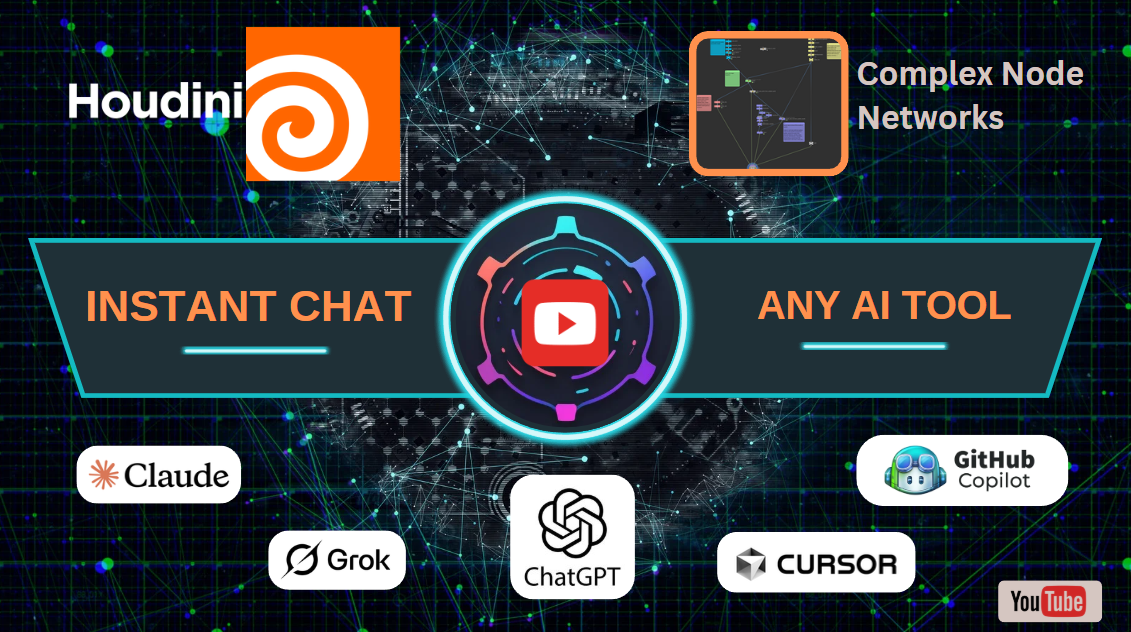 Houdini
Complex Node
Networks
INSTANT CHAT
ANY AI TOOL
Claude
GitHub
Copilot
Grok
ChatGPT
CURSOR
YouTube